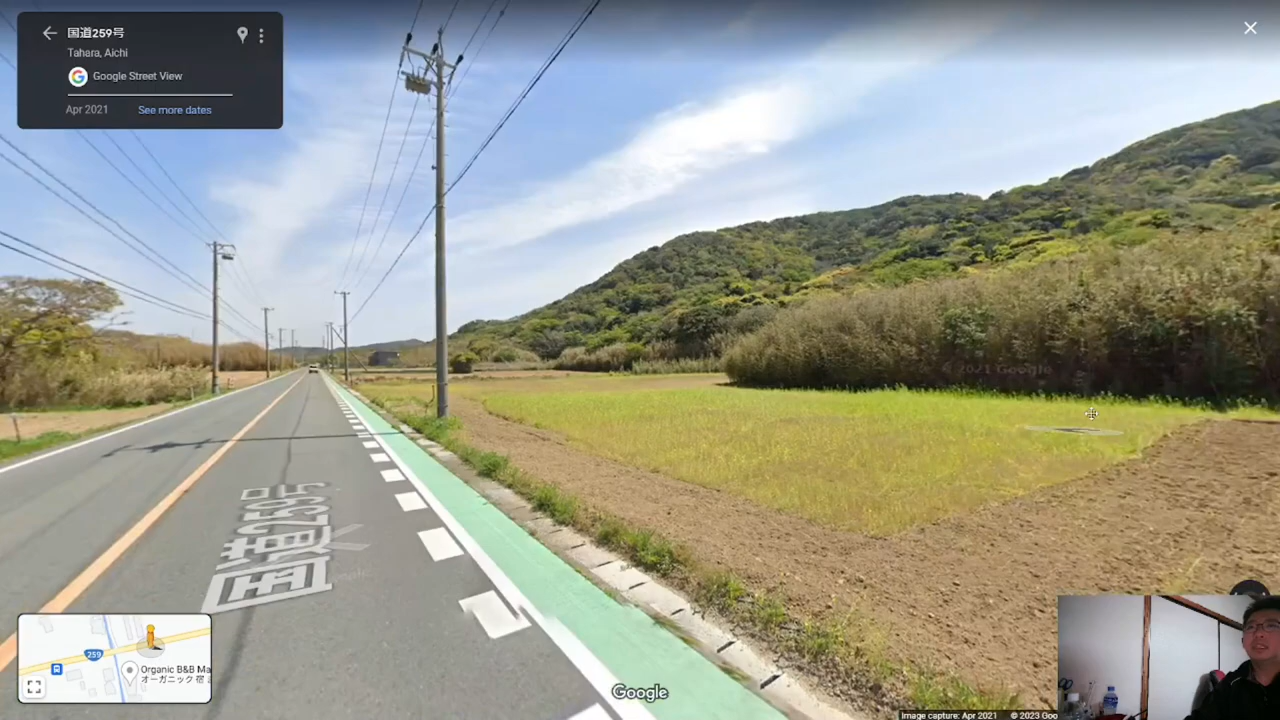 国道259号
Tahara, Aichi
Google Street View
Apr 2021
See more dates
© 2021 Google
国道259号
259
Organic B&B Ma
オーガニック 宿
Google
Image capture: Apr 2021
© 2023 Goo